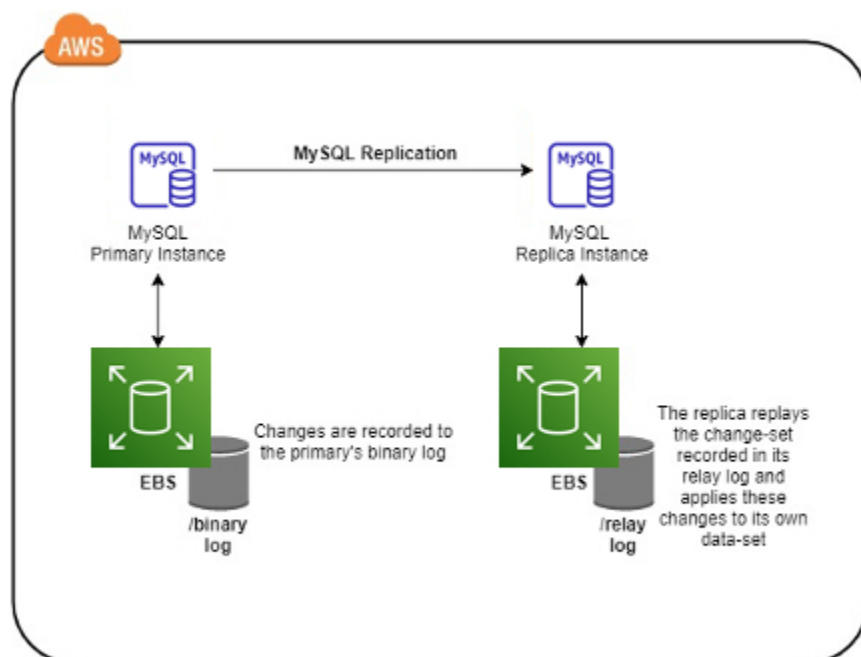 AWS
MySQL Replication
MySQL
MySQL
MySQL
Primary Instance
MySQL
Replica Instance
Changes are recorded to
the primary's binary log
EBS
/binary
log
The replica replays
the change-set
recorded in its
relay log and
applies these
changes to its own
data-set
EBS
/relay
log